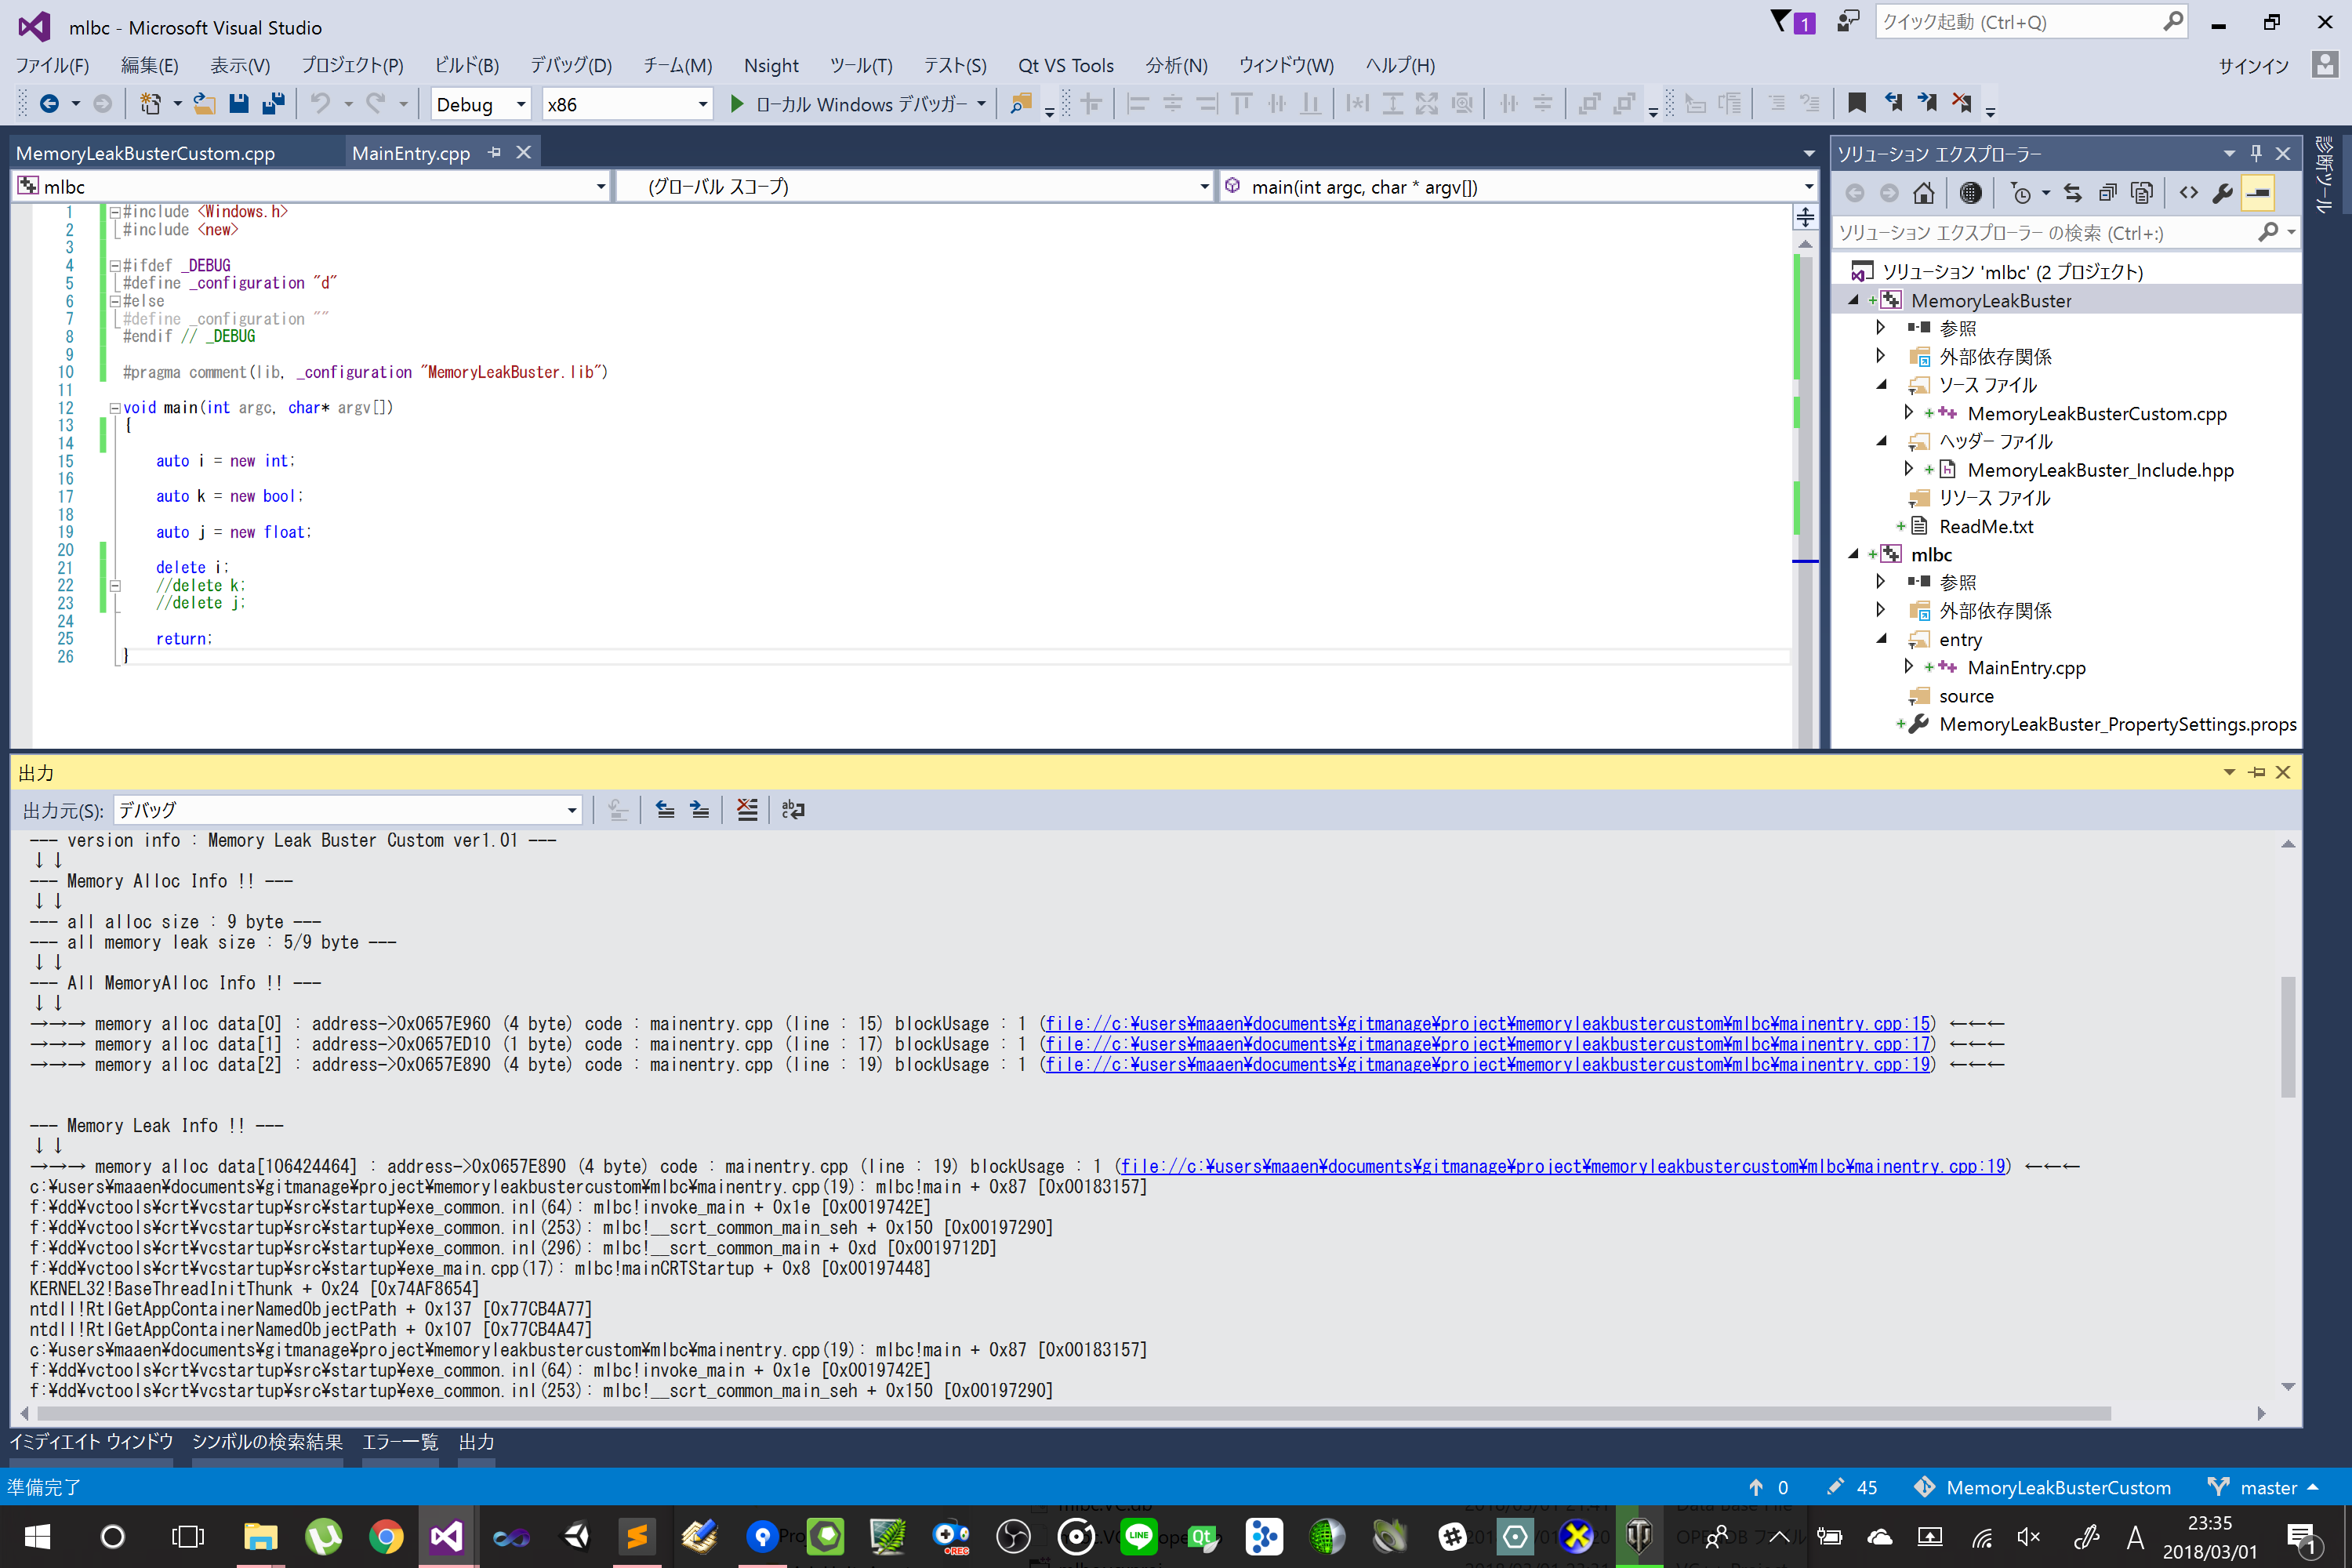 mlbc - Microsoft Visual Studio
1
クイック起動 (Ctrl+Q)
ファイル(F) 編集(E) 表示(V) プロジェクト(P) ビルド(B) デバッグ(D) チーム(M) Nsight ツール(T) テスト(S) Qt VS Tools 分析(N) ウィンドウ(W) ヘルプ(H)
サインイン
Debug x86 ローカル Windows デバッガー
MemoryLeakBusterCustom.cpp MainEntry.cpp
mlbc (グローバル スコープ) main(int argc, char * argv[])
1 #include <Windows.h>
2 #include <new>
3
4 #ifdef _DEBUG
5 #define _configuration "d"
6 #else
7 #define _configuration ""
8 #endif // _DEBUG
9
10 #pragma comment(lib, _configuration "MemoryLeakBuster.lib")
11
12 void main(int argc, char* argv[])
13 {
14
15 auto i = new int;
16
17 auto k = new bool;
18
19 auto j = new float;
20
21 delete i;
22 //delete k;
23 //delete j;
24
25 return;
26 }
ソリューション エクスプローラー
ソリューション エクスプローラー の検索 (Ctrl+:)
ソリューション 'mlbc' (2 プロジェクト)
MemoryLeakBuster
参照
外部依存関係
ソース ファイル
MemoryLeakBusterCustom.cpp
ヘッダー ファイル
MemoryLeakBuster_Include.hpp
リソース ファイル
ReadMe.txt
mlbc
参照
外部依存関係
entry
MainEntry.cpp
source
MemoryLeakBuster_PropertySettings.props
診断ツール
出力
出力元(S): デバッグ
--- version info : Memory Leak Buster Custom ver1.01 ---
↓↓
--- Memory Alloc Info !! ---
↓↓
--- all alloc size : 9 byte ---
--- all memory leak size : 5/9 byte ---
↓↓
--- All MemoryAlloc Info !! ---
↓↓
→→→ memory alloc data[0] : address->0x0657E960 (4 byte) code : mainentry.cpp (line : 15) blockUsage : 1 (file://c:¥users¥maaen¥documents¥gitmanage¥project¥memoryleakbustercustom¥mlbc¥mainentry.cpp:15) ←←←
→→→ memory alloc data[1] : address->0x0657ED10 (1 byte) code : mainentry.cpp (line : 17) blockUsage : 1 (file://c:¥users¥maaen¥documents¥gitmanage¥project¥memoryleakbustercustom¥mlbc¥mainentry.cpp:17) ←←←
→→→ memory alloc data[2] : address->0x0657E890 (4 byte) code : mainentry.cpp (line : 19) blockUsage : 1 (file://c:¥users¥maaen¥documents¥gitmanage¥project¥memoryleakbustercustom¥mlbc¥mainentry.cpp:19) ←←←
--- Memory Leak Info !! ---
↓↓
→→→ memory alloc data[106424464] : address->0x0657E890 (4 byte) code : mainentry.cpp (line : 19) blockUsage : 1 (file://c:¥users¥maaen¥documents¥gitmanage¥project¥memoryleakbustercustom¥mlbc¥mainentry.cpp:19) ←←←
c:¥users¥maaen¥documents¥gitmanage¥project¥memoryleakbustercustom¥mlbc¥mainentry.cpp(19): mlbc!main + 0x87 [0x00183157]
f:¥dd¥vctools¥crt¥vcstartup¥src¥startup¥exe_common.inl(64): mlbc!invoke_main + 0x1e [0x0019742E]
f:¥dd¥vctools¥crt¥vcstartup¥src¥startup¥exe_common.inl(253): mlbc!__scrt_common_main_seh + 0x150 [0x00197290]
f:¥dd¥vctools¥crt¥vcstartup¥src¥startup¥exe_common.inl(296): mlbc!__scrt_common_main + 0xd [0x0019712D]
f:¥dd¥vctools¥crt¥vcstartup¥src¥startup¥exe_main.cpp(17): mlbc!mainCRTStartup + 0x8 [0x00197448]
KERNEL32!BaseThreadInitThunk + 0x24 [0x74AF8654]
ntdll!RtlGetAppContainerNamedObjectPath + 0x137 [0x77CB4A77]
ntdll!RtlGetAppContainerNamedObjectPath + 0x107 [0x77CB4A47]
c:¥users¥maaen¥documents¥gitmanage¥project¥memoryleakbustercustom¥mlbc¥mainentry.cpp(19): mlbc!main + 0x87 [0x00183157]
f:¥dd¥vctools¥crt¥vcstartup¥src¥startup¥exe_common.inl(64): mlbc!invoke_main + 0x1e [0x0019742E]
f:¥dd¥vctools¥crt¥vcstartup¥src¥startup¥exe_common.inl(253): mlbc!__scrt_common_main_seh + 0x150 [0x00197290]
イミディエイト ウィンドウ シンボルの検索結果 エラー一覧 出力
準備完了
0 45 MemoryLeakBusterCustom master
REC LINE Qt A
23:35
2018/03/01
1